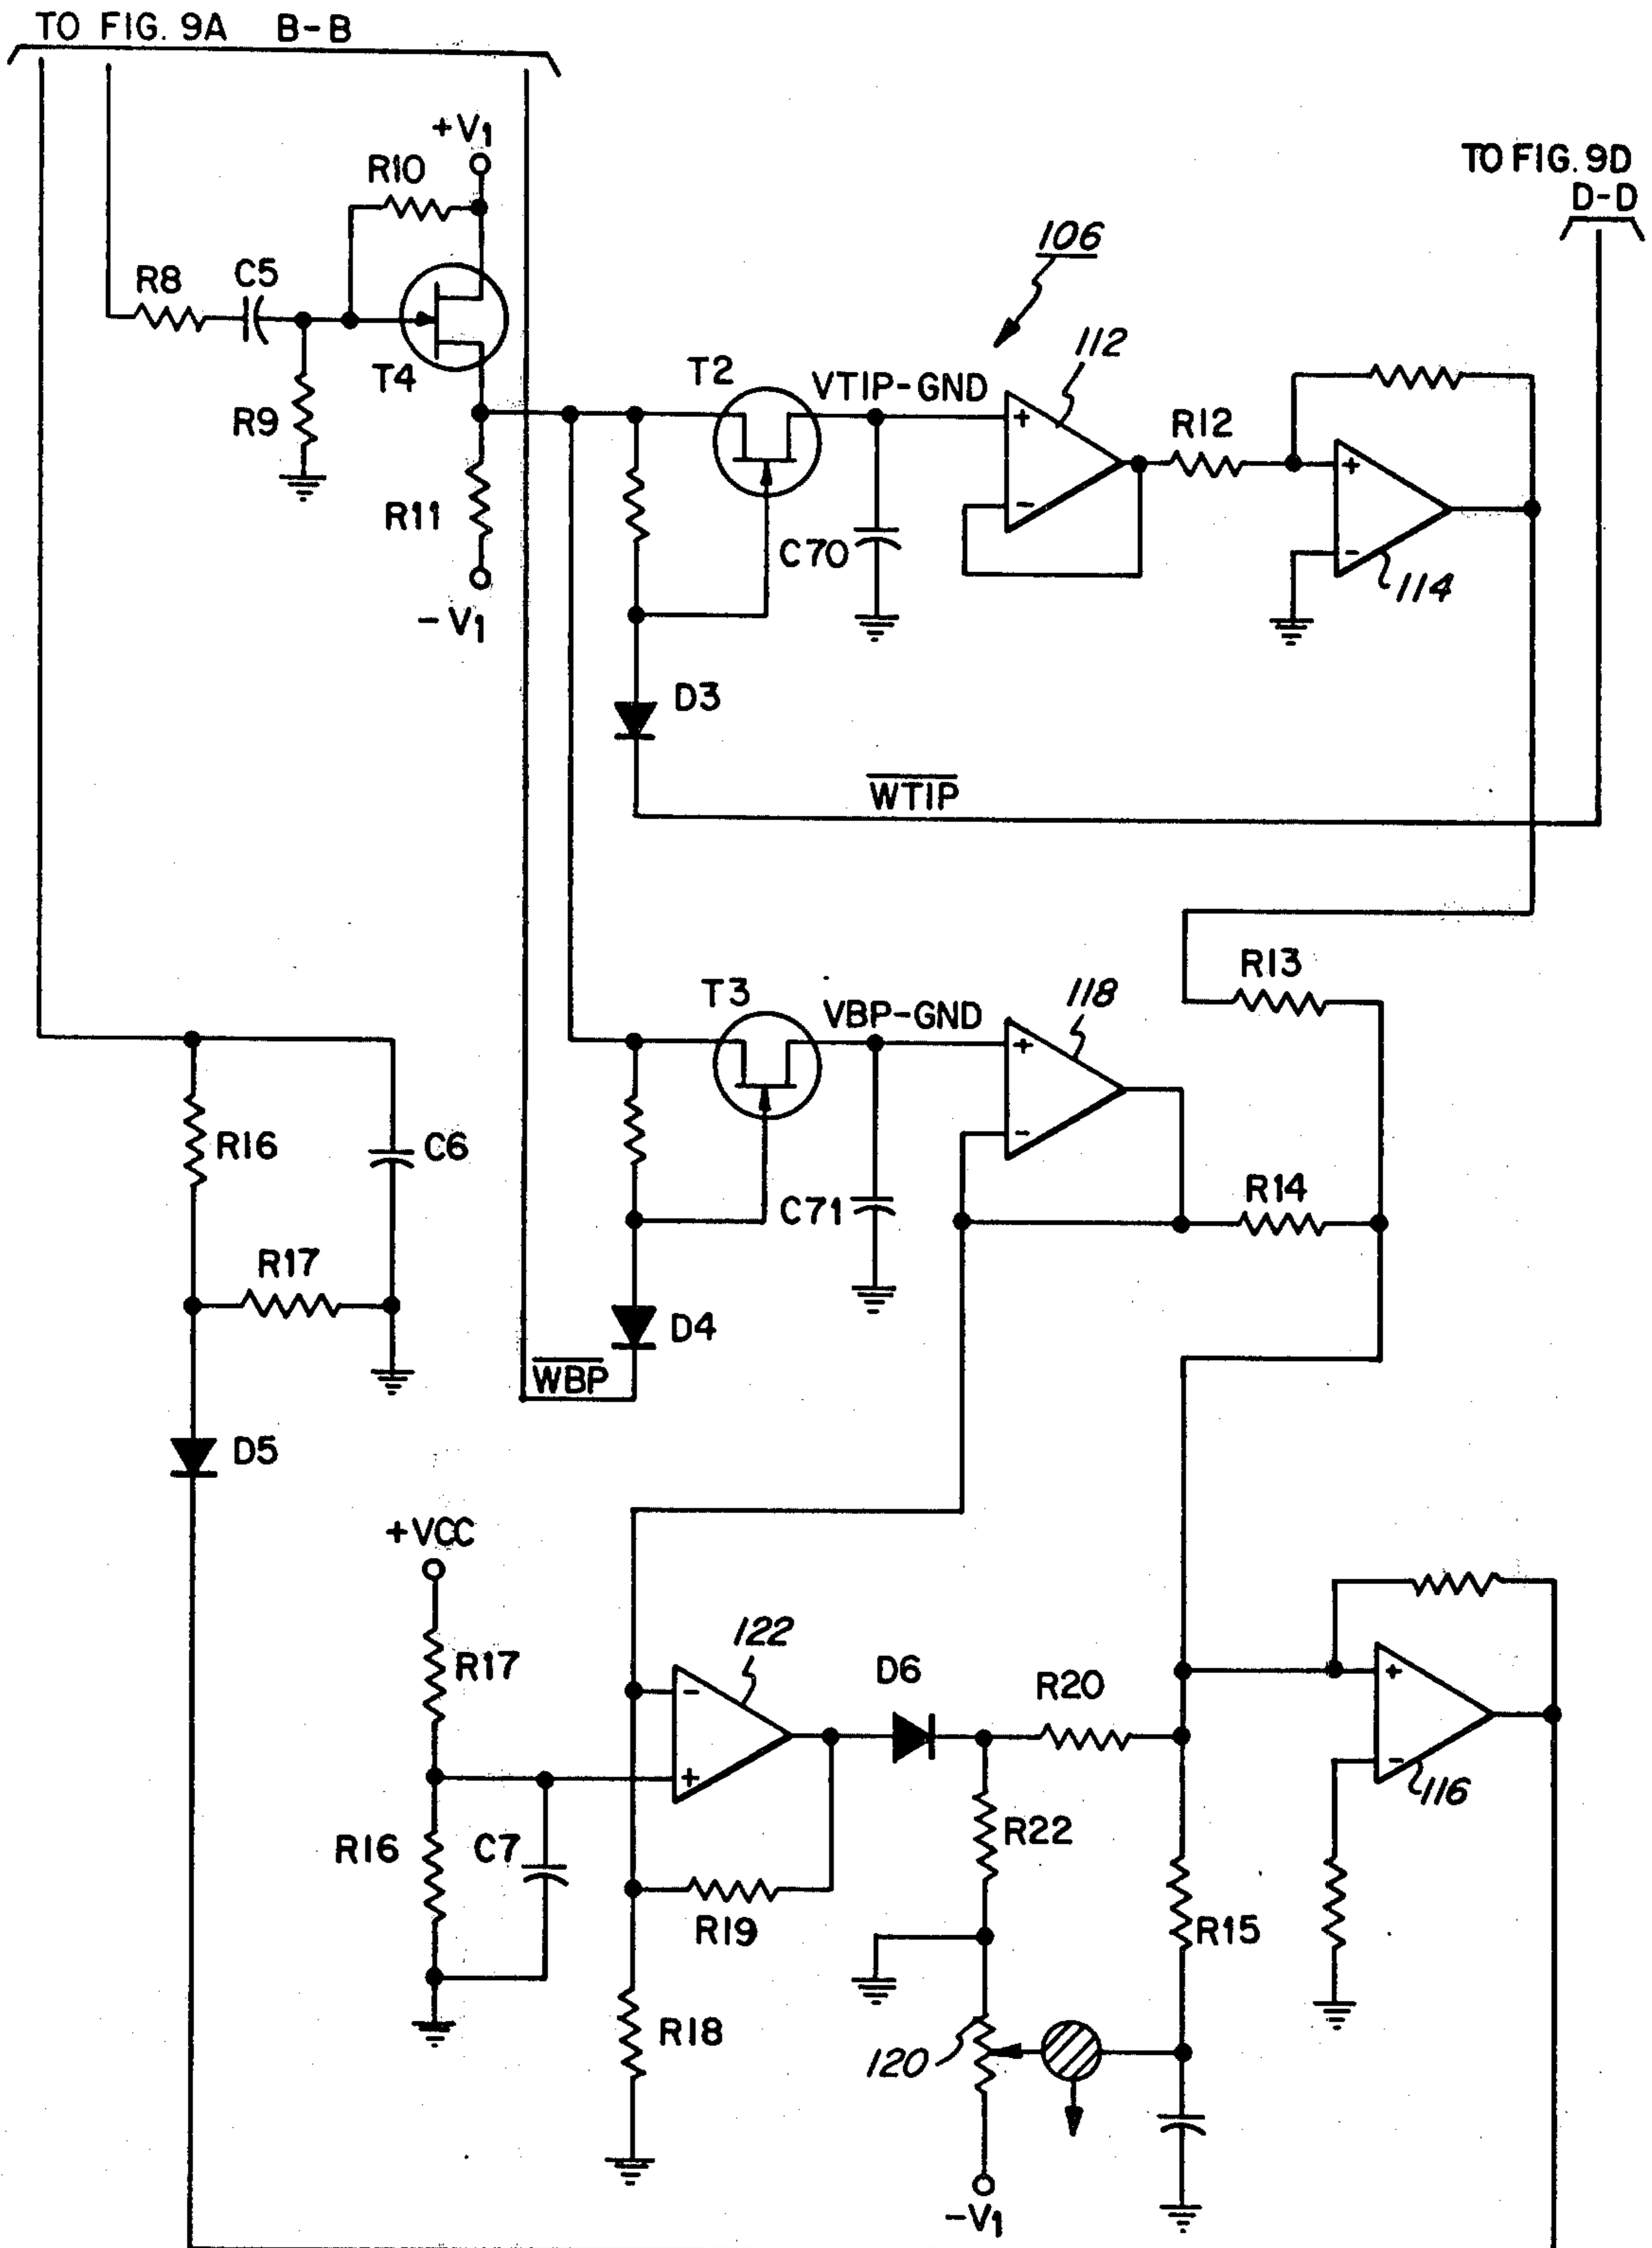 TO FIG. 9A B-B
+V1
R10
TO FIG. 9D
D-D
106
R8
C5
T4
T2
VTIP-GND
112
R12
R9
R11
C70
114
-V1
D3
WTIP
R13
T3
VBP-GND
118
R16
C6
C71
R14
R17
D4
WBP
D5
+VCC
R17
122
D6
R20
116
R16
C7
R22
R19
R15
R18
120
-V1
+
-
+
-
+
-
-
+
+
-